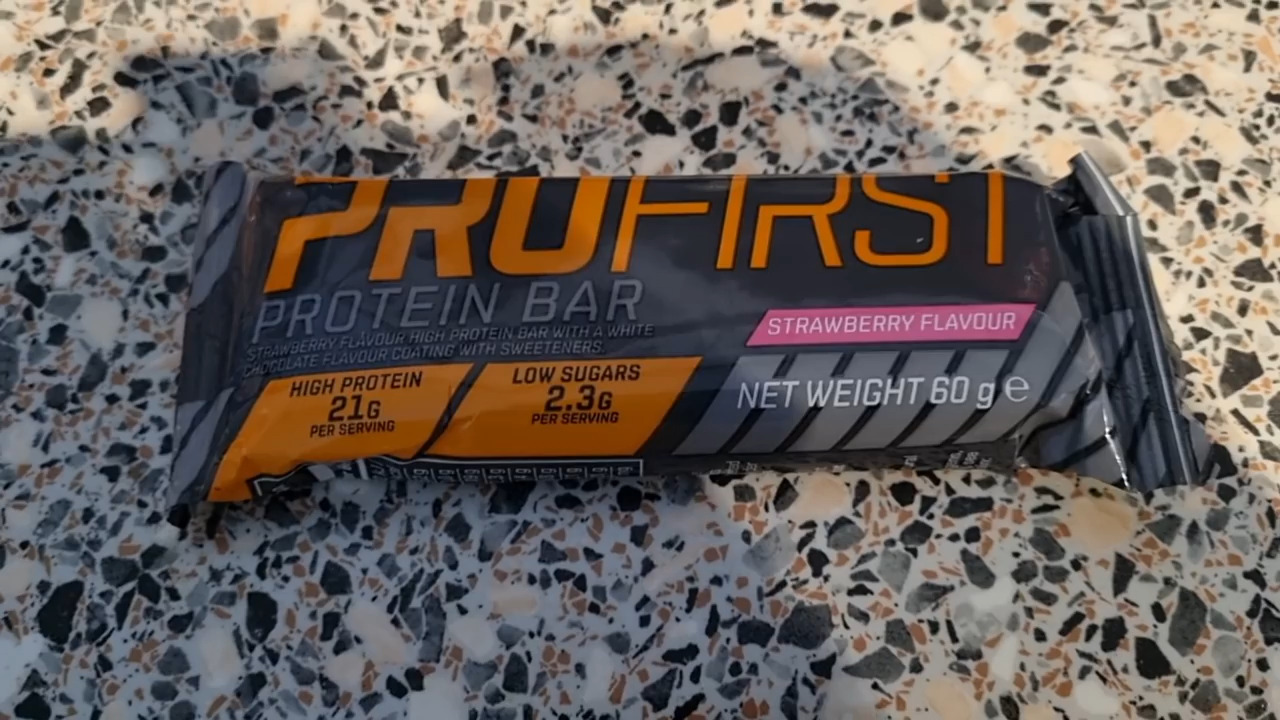 PROFIRST
PROTEIN BAR
STRAWBERRY FLAVOUR HIGH PROTEIN BAR WITH A WHITE
CHOCOLATE FLAVOUR COATING WITH SWEETENERS.
STRAWBERRY FLAVOUR
HIGH PROTEIN
21G
PER SERVING
LOW SUGARS
2.3G
PER SERVING
NET WEIGHT 60 g e